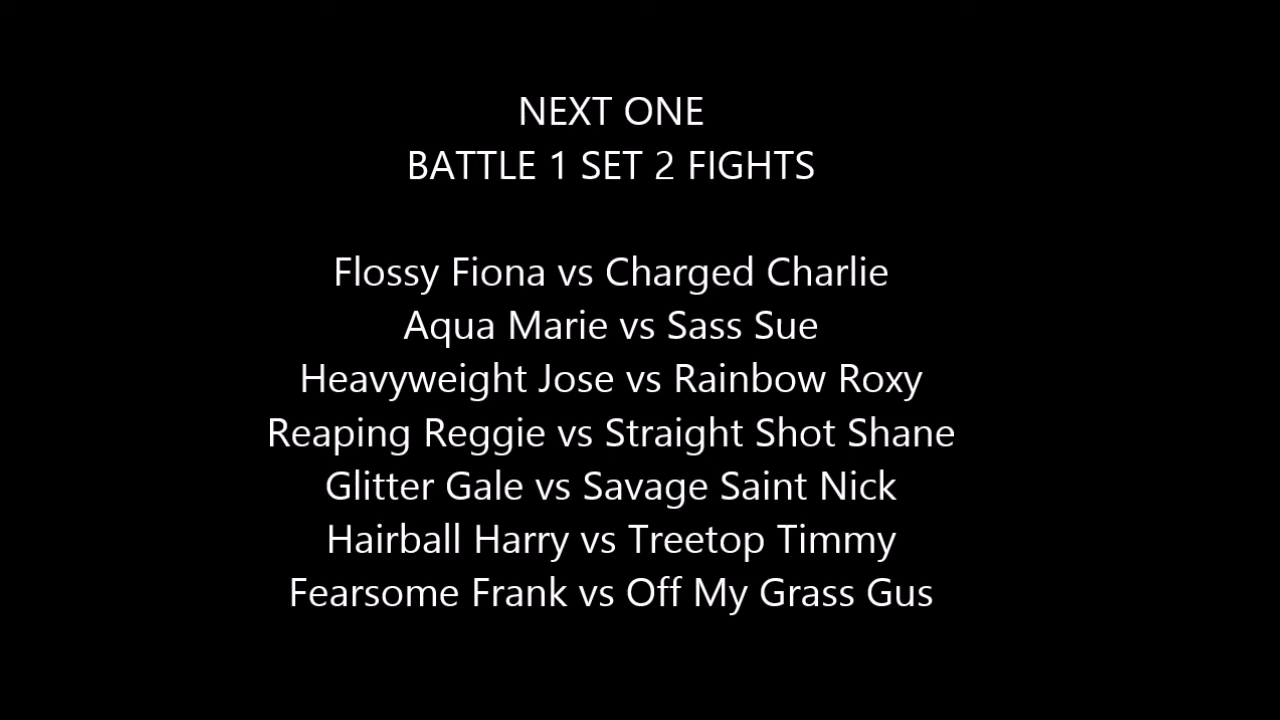 NEXT ONE
BATTLE 1 SET 2 FIGHTS
Flossy Fiona vs Charged Charlie
Aqua Marie vs Sass Sue
Heavyweight Jose vs Rainbow Roxy
Reaping Reggie vs Straight Shot Shane
Glitter Gale vs Savage Saint Nick
Hairball Harry vs Treetop Timmy
Fearsome Frank vs Off My Grass Gus